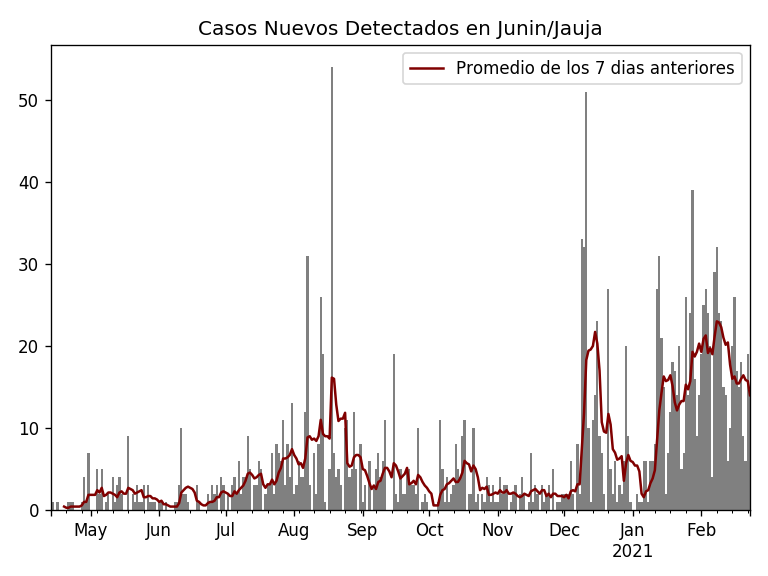 Casos Nuevos Detectados en Junin/Jauja
Promedio de los 7 dias anteriores
50
40
30
20
10
0
May Jun Jul Aug Sep Oct Nov Dec Jan Feb
2021